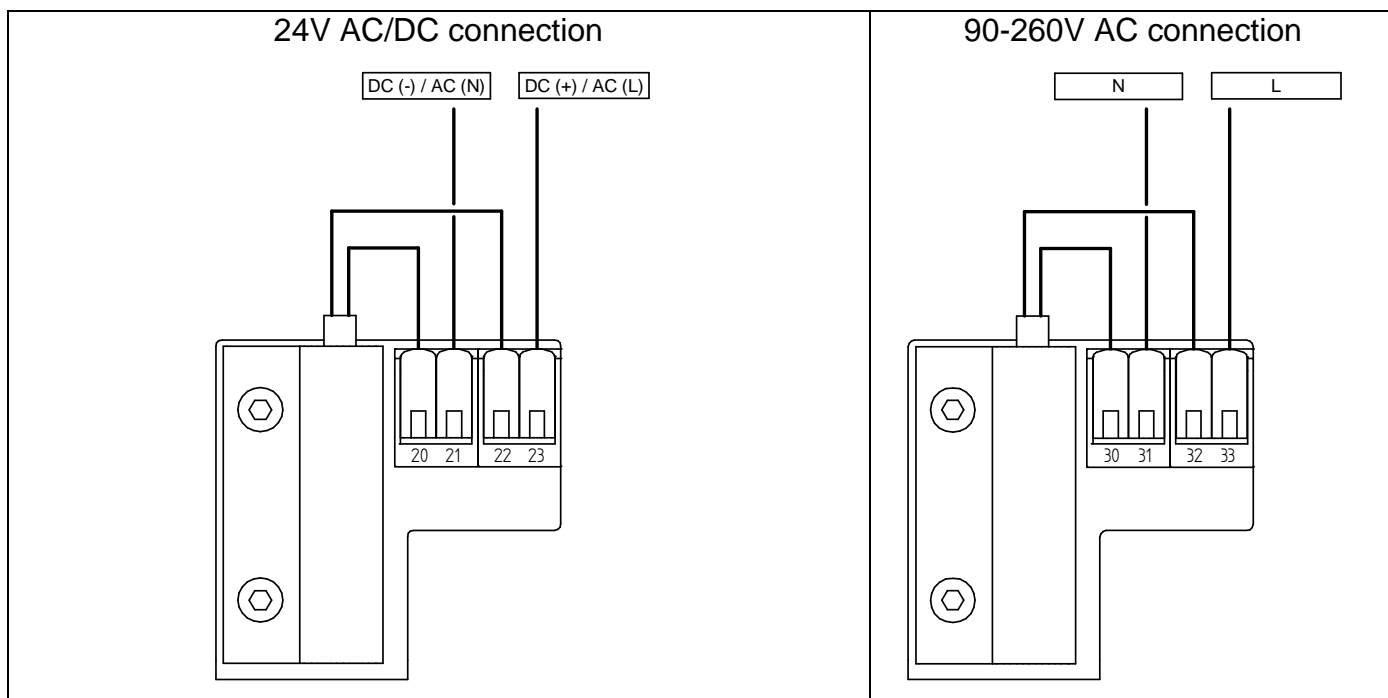 24V AC/DC connection
DC (-) / AC (N) DC (+) / AC (L)
20 21 22 23
90-260V AC connection
N L
30 31 32 33